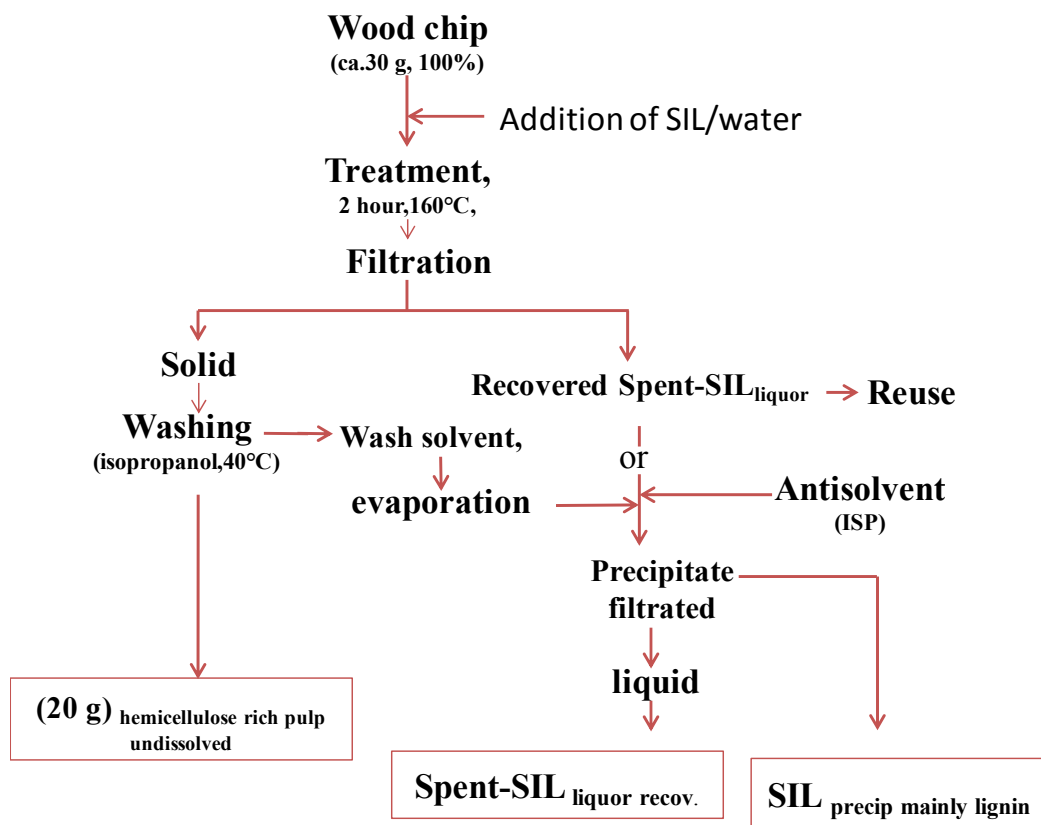 Wood chip
(ca.30 g, 100%)
Addition of SIL/water
Treatment,
2 hour,160°C,
Filtration
Solid
Recovered Spent-SIL liquor
Reuse
Washing
(isopropanol,40°C)
Wash solvent,
or
evaporation
Antisolvent
(ISP)
Precipitate
filtrated
liquid
(20 g) hemicellulose rich pulp
undissolved
Spent-SIL liquor recov.
SIL precip mainly lignin